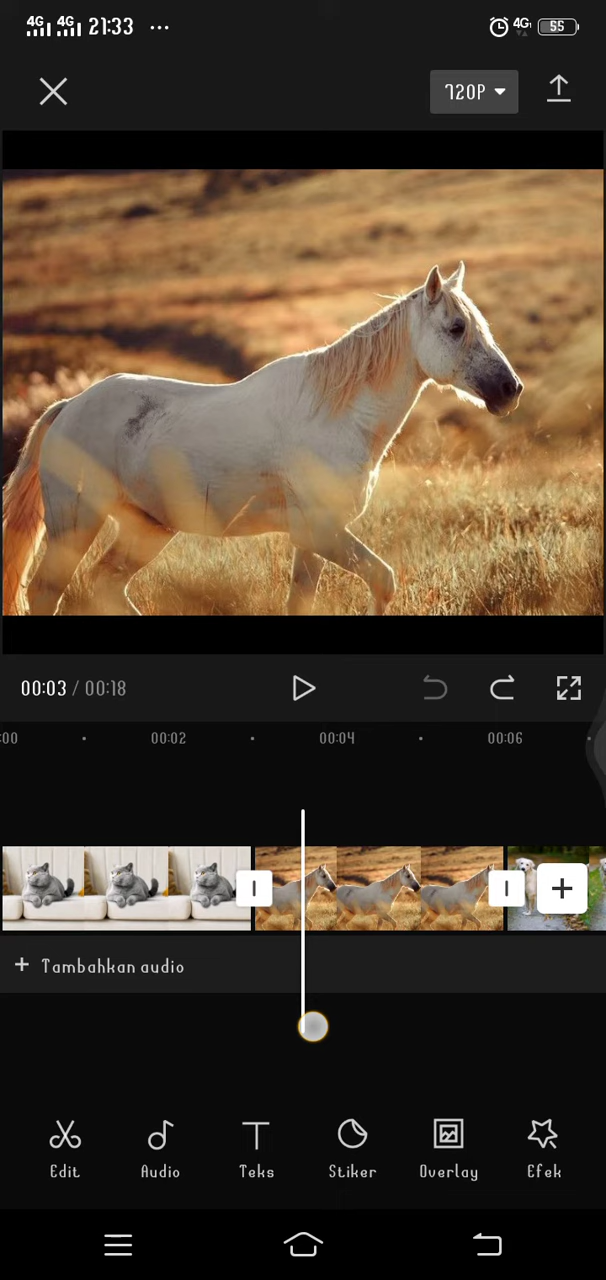 4G 4G 21:33 ... 4G 55
720P
00:03 / 00:18
:00 00:02 00:04 00:06
+ Tambahkan audio
Edit Audio Teks Stiker Overlay Efek